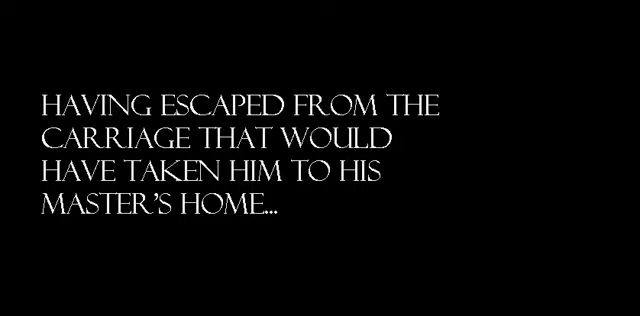 HAVING ESCAPED FROM THE
CARRIAGE THAT WOULD
HAVE TAKEN HIM TO HIS
MASTER'S HOME...